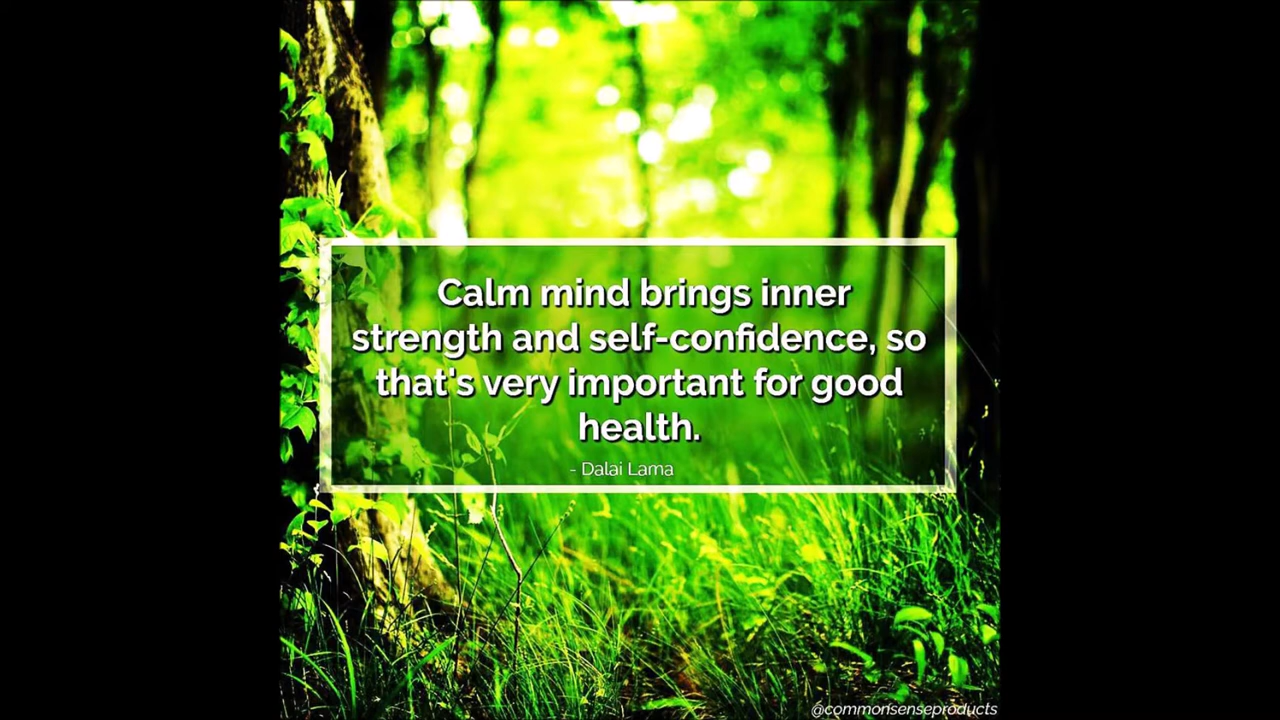 Calm mind brings inner
strength and self-confidence, so
that's very important for good
health.
- Dalai Lama
@commonsenseproducts